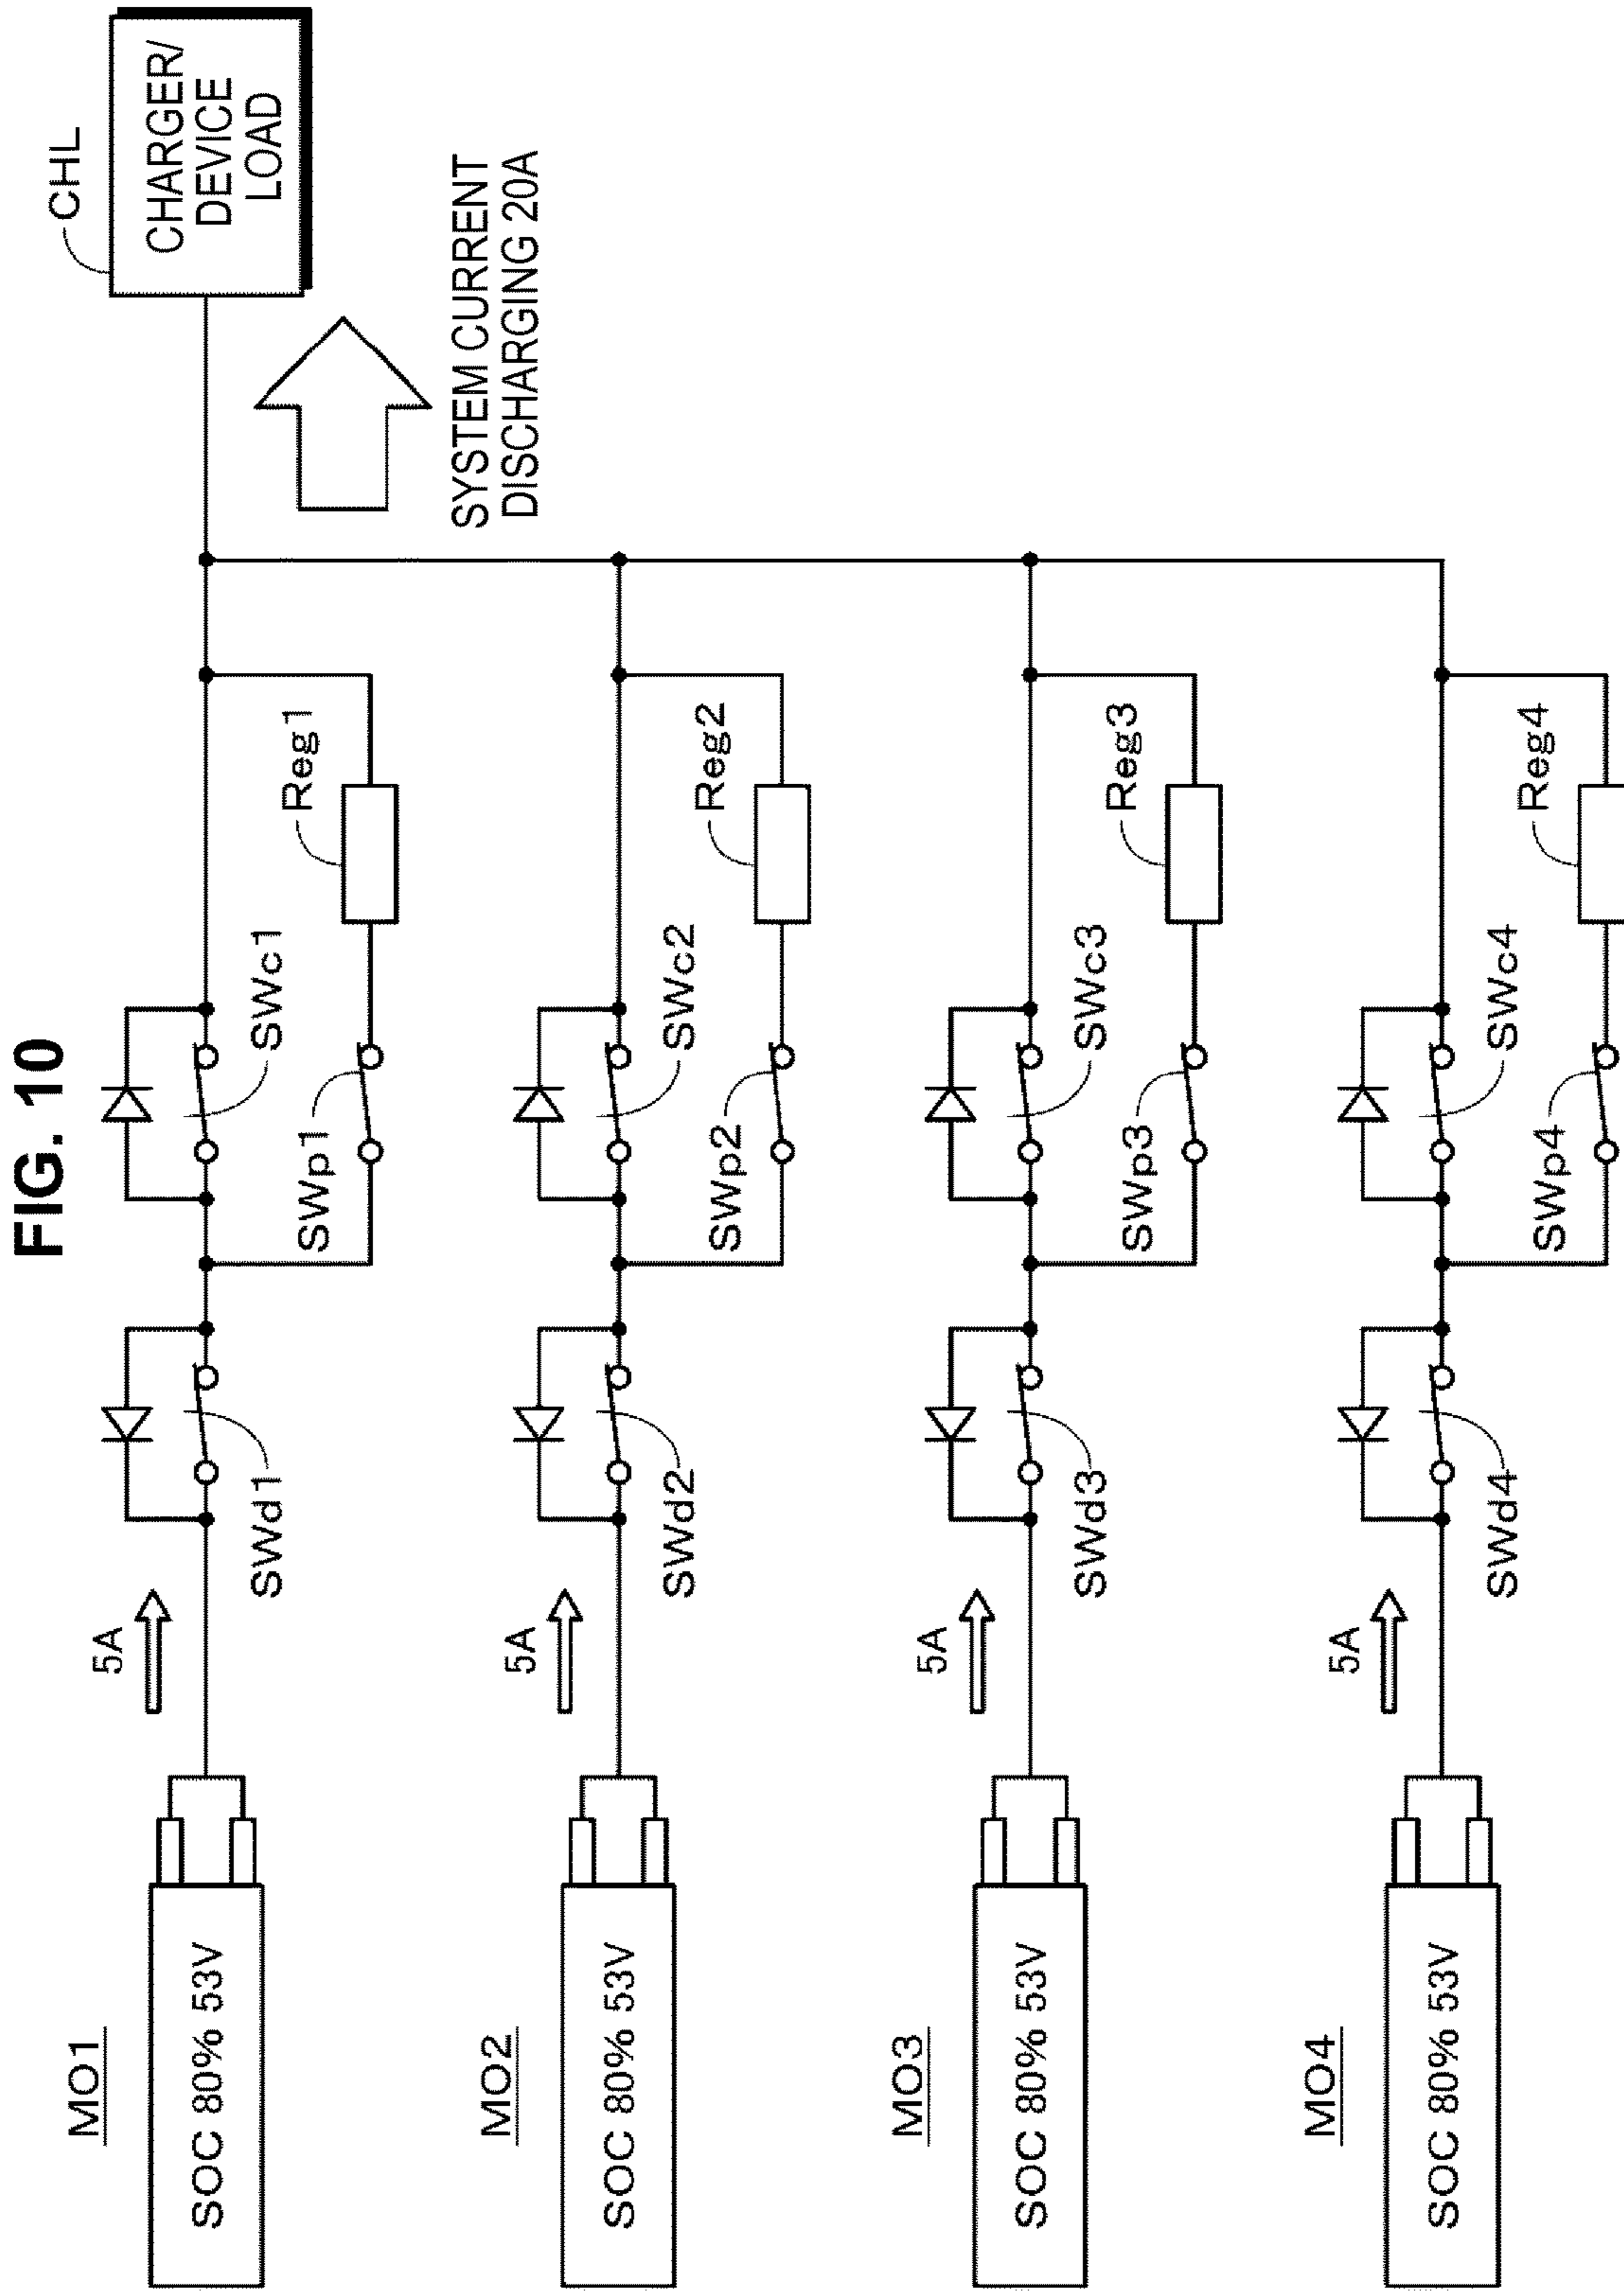 FIG. 10
MO1
SOC 80% 53V
5A
SWd1
SWc1
SWp1
Reg1
CHL
CHARGER/
DEVICE
LOAD
SYSTEM CURRENT
DISCHARGING 20A
MO2
SOC 80% 53V
5A
SWd2
SWc2
SWp2
Reg2
MO3
SOC 80% 53V
5A
SWd3
SWc3
SWp3
Reg3
MO4
SOC 80% 53V
5A
SWd4
SWc4
SWp4
Reg4